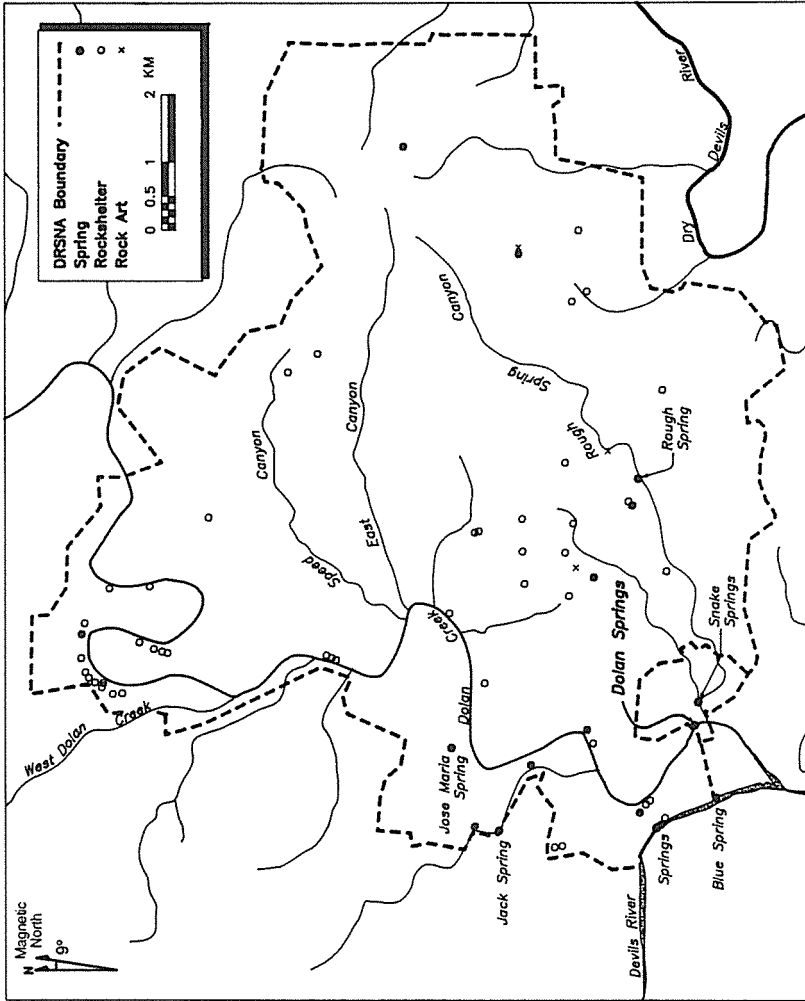 DRSNA Boundary
Spring
Rockshelter
Rock Art
0 0.5 1 2 KM
N
Magnetic
North
9°
West Dolan
Creek
Speed
Canyon
East
Canyon
Dolan
Creek
Canyon
Spring
Rough
Rough
Spring
Dry
Devils
River
Jose Maria
Spring
Jack Spring
Dolan Springs
Snake
Springs
Springs
Blue Spring
Devils River